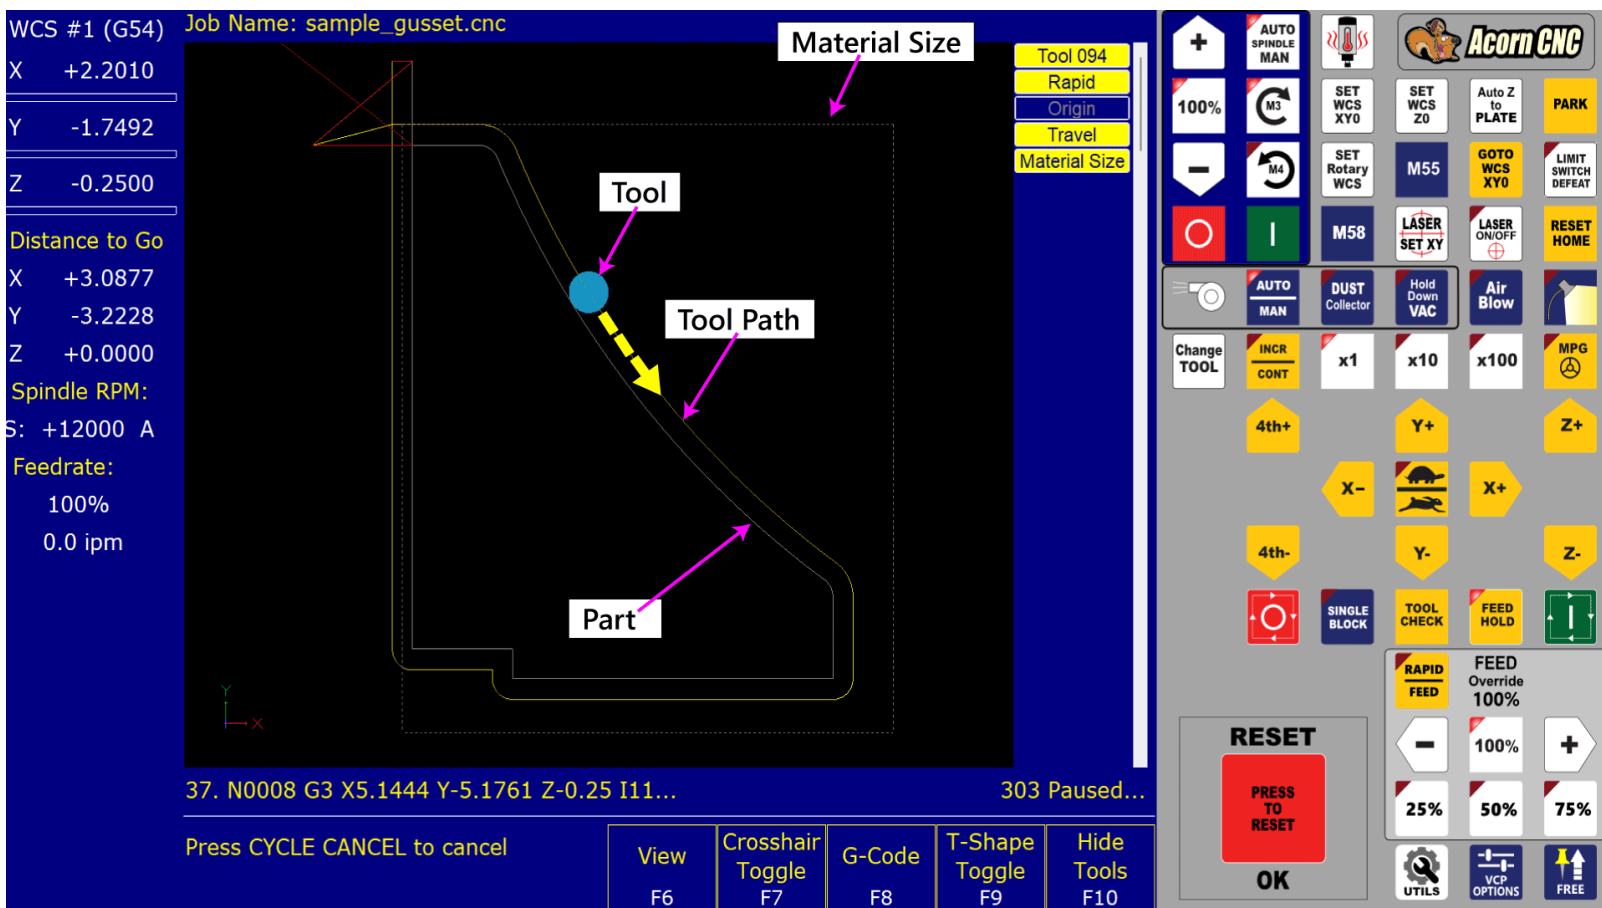 WCS #1 (G54)
X +2.2010
Y -1.7492
Z -0.2500
Distance to Go
X +3.0877
Y -3.2228
Z +0.0000
Spindle RPM:
S: +12000 A
Feedrate:
100%
0.0 ipm
Job Name: sample_gusset.cnc
Material Size
Tool
Tool Path
Part
Y
X
Tool 094
Rapid
Origin
Travel
Material Size
37. N0008 G3 X5.1444 Y-5.1761 Z-0.25 I11...
303 Paused...
Press CYCLE CANCEL to cancel
View
F6
Crosshair
Toggle
F7
G-Code
F8
T-Shape
Toggle
F9
Hide
Tools
F10
+
AUTO
SPINDLE
MAN
Acorn CNC
100%
M3
SET
WCS
XY0
SET
WCS
Z0
Auto Z
to
PLATE
PARK
-
M4
SET
Rotary
WCS
M55
GOTO
WCS
XY0
LIMIT
SWITCH
DEFEAT
M58
LASER
SET XY
LASER
ON/OFF
RESET
HOME
AUTO
MAN
DUST
Collector
Hold
Down
VAC
Air
Blow
Change
TOOL
INCR
CONT
x1
x10
x100
MPG
4th+
Y+
Z+
X-
X+
4th-
Y-
Z-
SINGLE
BLOCK
TOOL
CHECK
FEED
HOLD
RAPID
FEED
FEED
Override
100%
-
100%
+
25%
50%
75%
RESET
PRESS
TO
RESET
OK
UTILS
VCP
OPTIONS
FREE